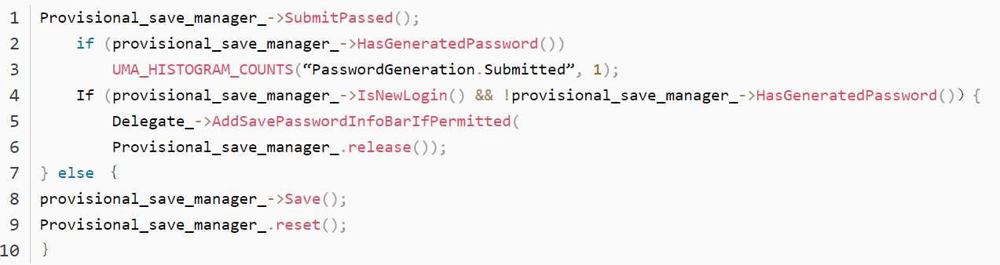 1 Provisional_save_manager_->SubmitPassed();
2 if (provisional_save_manager_->HasGeneratedPassword())
3 UMA_HISTOGRAM_COUNTS(“PasswordGeneration.Submitted”, 1);
4 If (provisional_save_manager_->IsNewLogin() && !provisional_save_manager_->HasGeneratedPassword()) {
5 Delegate_->AddSavePasswordInfoBarIfPermitted(
6 Provisional_save_manager_.release());
7 } else {
8 provisional_save_manager_->Save();
9 Provisional_save_manager_.reset();
10 }